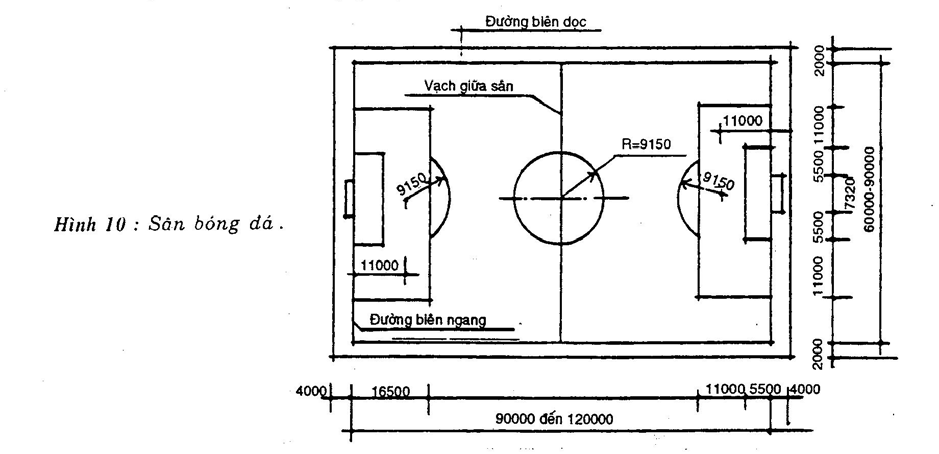 Đường biên dọc
Vạch giữa sân
11000
R=9150
9150
9150
Hình 10 : Sân bóng đá .
11000
Đường biên ngang
2000
11000
5500
7320
5500
11000
2000
60000-90000
4000
16500
11000
5500
4000
90000 đến 120000